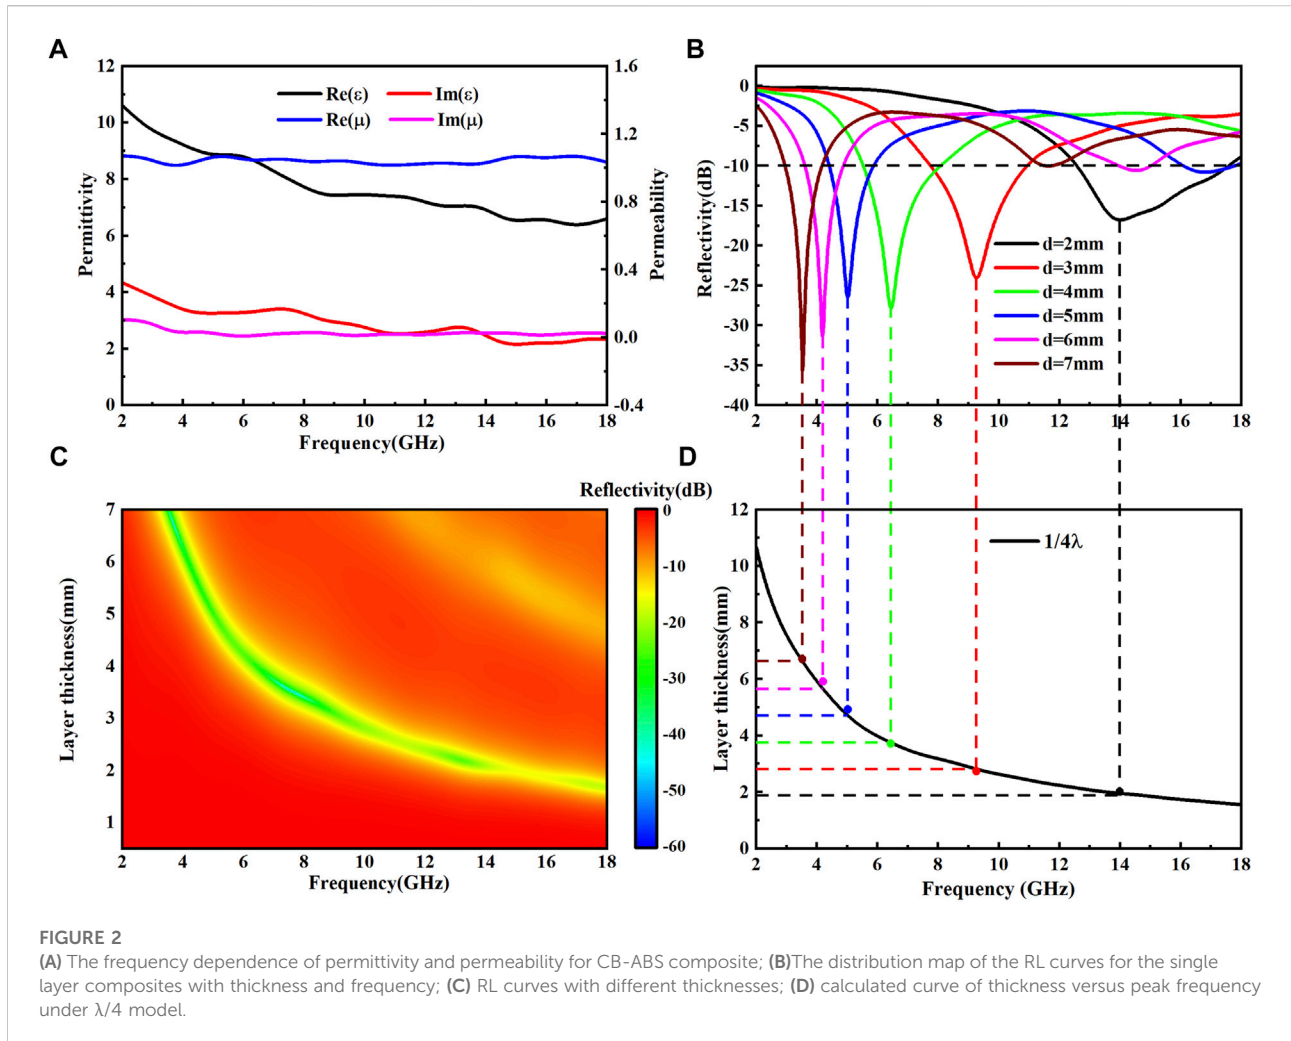 A
12
10
8
6
4
2
0
Permittivity
Re(ε)
Im(ε)
Re(μ)
Im(μ)
1.6
1.2
0.8
0.4
0.0
-0.4
Permeability
2 4 6 8 10 12 14 16 18
Frequency(GHz)
B
0
-5
-10
-15
-20
-25
-30
-35
-40
Reflectivity(dB)
d=2mm
d=3mm
d=4mm
d=5mm
d=6mm
d=7mm
2 4 6 8 10 12 14 16 18
Frequency(GHz)
C
7
6
5
4
3
2
1
Layer thickness(mm)
2 4 6 8 10 12 14 16 18
Frequency(GHz)
Reflectivity(dB)
0
-10
-20
-30
-40
-50
-60
D
12
10
8
6
4
2
0
Layer thickness(mm)
1/4λ
2 4 6 8 10 12 14 16 18
Frequency (GHz)
FIGURE 2
(A) The frequency dependence of permittivity and permeability for CB-ABS composite; (B)The distribution map of the RL curves for the single
layer composites with thickness and frequency; (C) RL curves with different thicknesses; (D) calculated curve of thickness versus peak frequency
under λ/4 model.